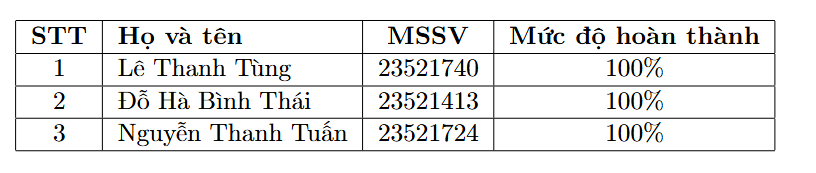 STT Họ và tên MSSV Mức độ hoàn thành
1 Lê Thanh Tùng 23521740 100%
2 Đỗ Hà Bình Thái 23521413 100%
3 Nguyễn Thanh Tuấn 23521724 100%